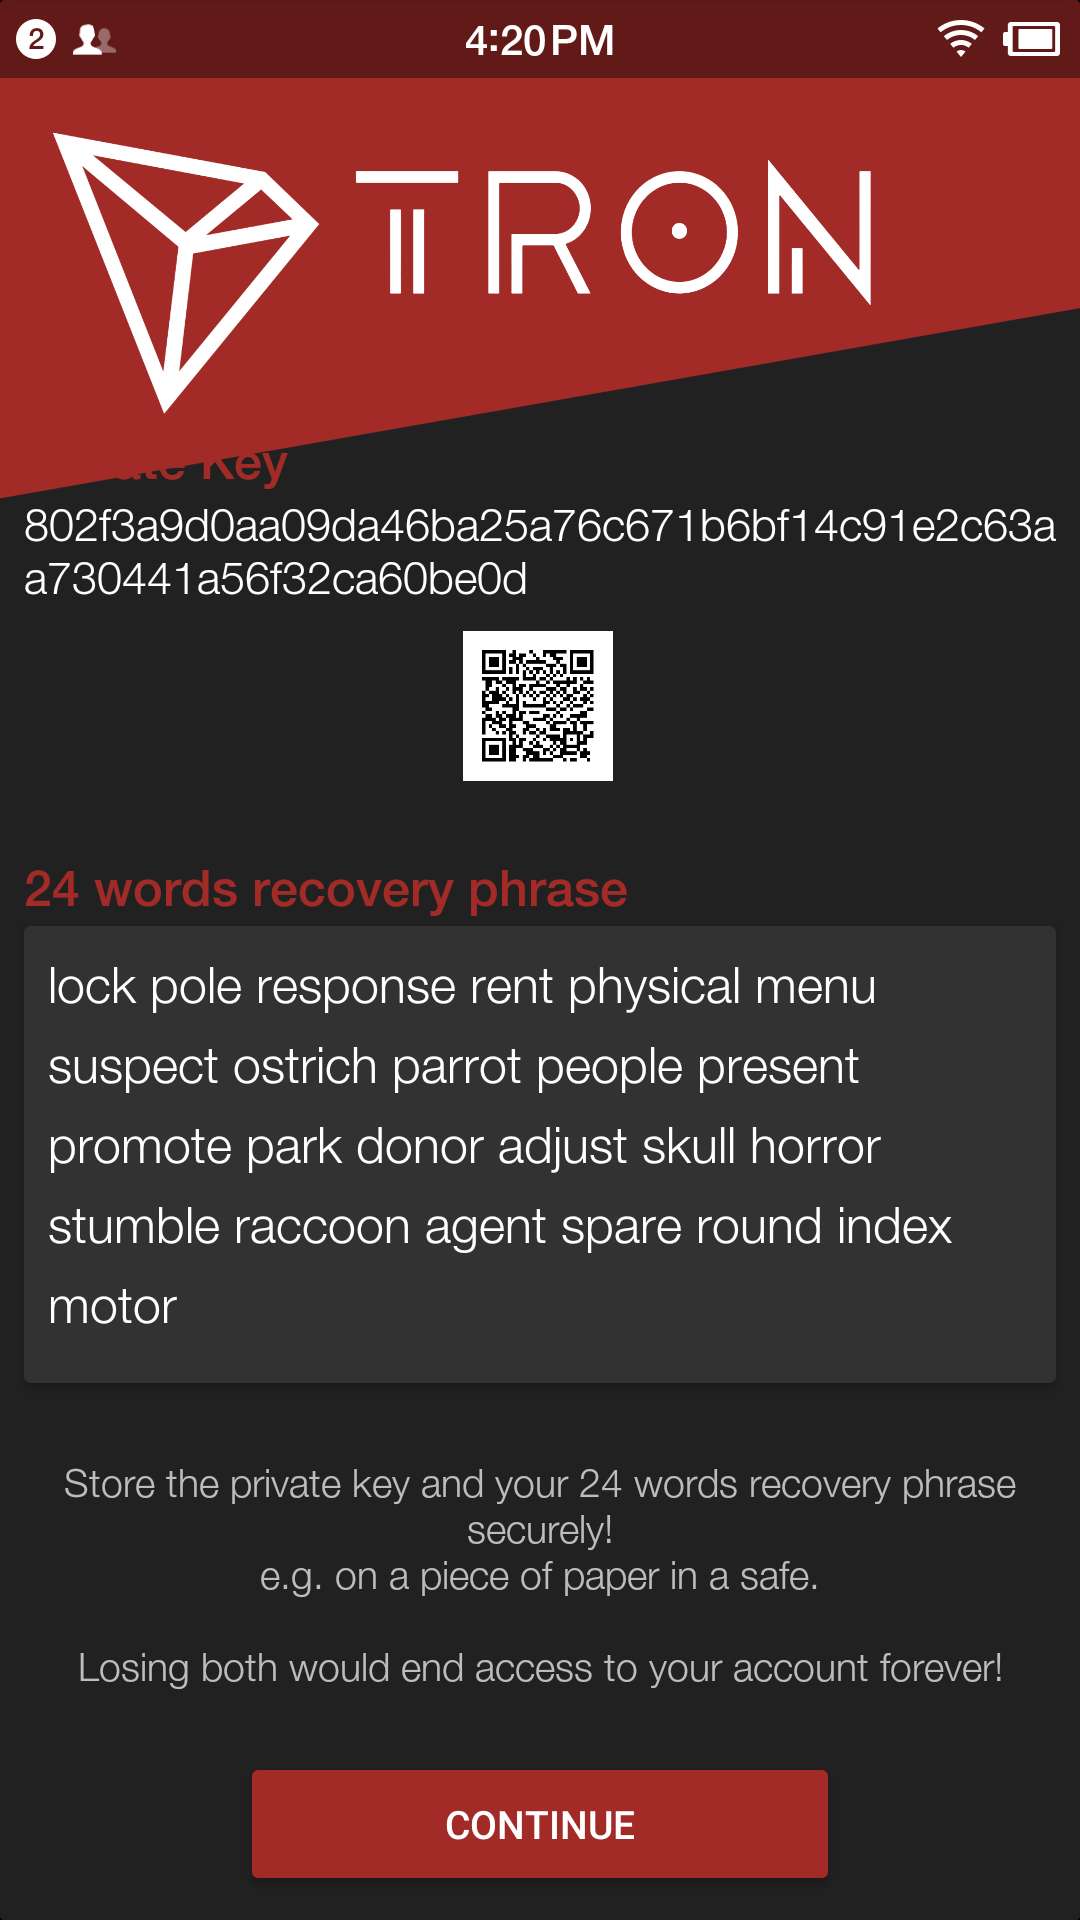 2
4:20 PM
TRON
Key
802f3a9d0aa09da46ba25a76c671b6bf14c91e2c63a
a730441a56f32ca60be0d
24 words recovery phrase
lock pole response rent physical menu
suspect ostrich parrot people present
promote park donor adjust skull horror
stumble raccoon agent spare round index
motor
Store the private key and your 24 words recovery phrase
securely!
e.g. on a piece of paper in a safe.
Losing both would end access to your account forever!
CONTINUE